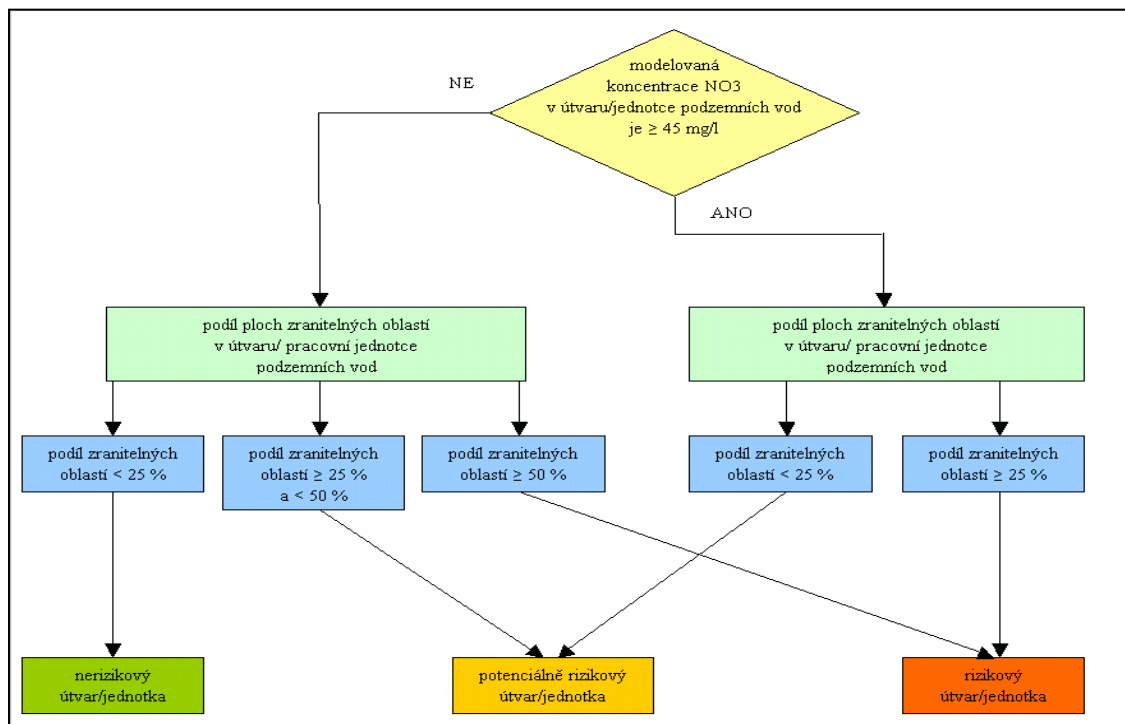 modelovaná
koncentrace NO3
v útvaru/jednotce podzemních vod
je ≥ 45 mg/l
NE
ANO
podíl ploch zranitelných oblastí
v útvaru/ pracovní jednotce
podzemních vod
podíl ploch zranitelných oblastí
v útvaru/ pracovní jednotce
podzemních vod
podíl zranitelných
oblastí < 25 %
podíl zranitelných
oblastí ≥ 25 %
a < 50 %
podíl zranitelných
oblastí ≥ 50 %
podíl zranitelných
oblastí < 25 %
podíl zranitelných
oblastí ≥ 25 %
nerizikový
útvar/jednotka
potenciálně rizikový
útvar/jednotka
rizikový
útvar/jednotka